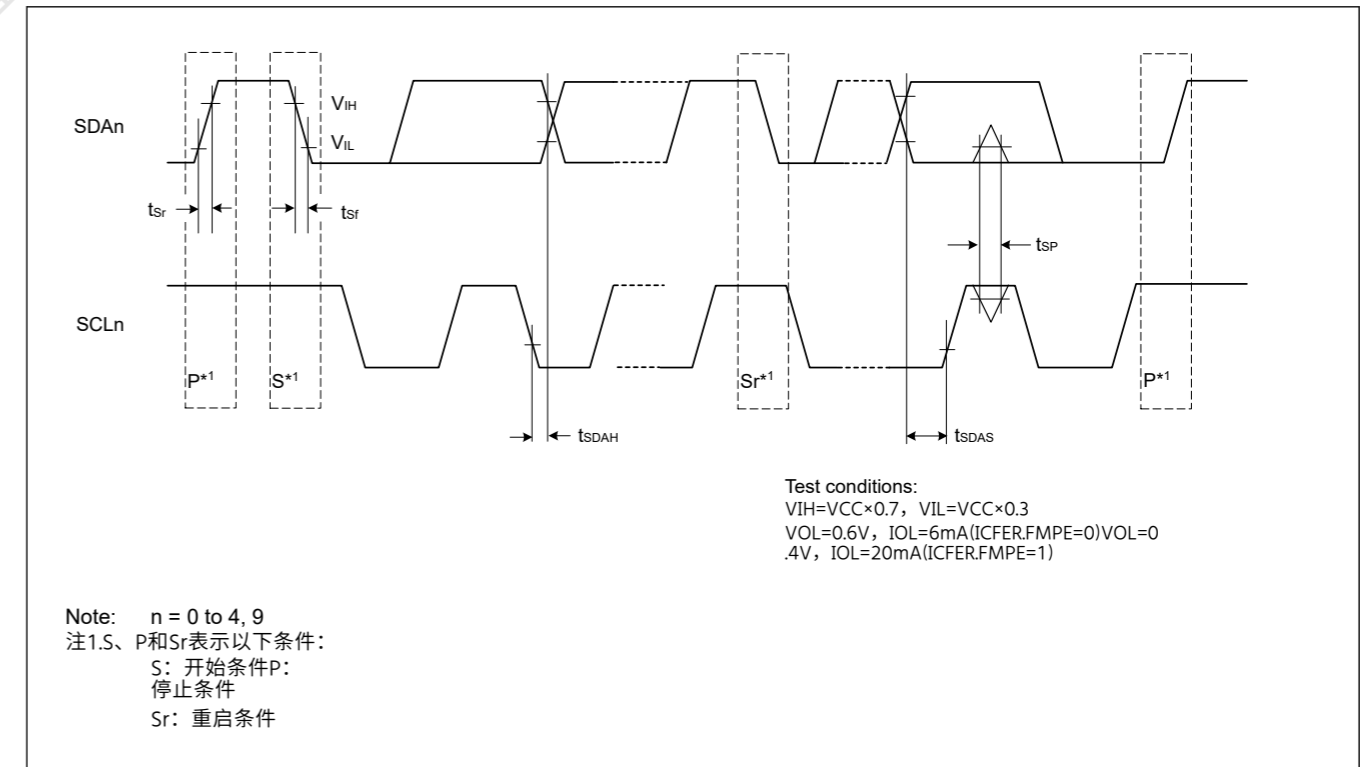 SDAn
VIH
VIL
tSr
tSf
tSP
SCLn
P*1
S*1
Sr*1
P*1
tSDAH
tSDAS
Test conditions:
VIH=VCC×0.7，VIL=VCC×0.3
VOL=0.6V，IOL=6mA(ICFER.FMPE=0)VOL=0
.4V，IOL=20mA(ICFER.FMPE=1)
Note: n = 0 to 4, 9
注1.S、P和Sr表示以下条件：
S：开始条件P：
停止条件
Sr：重启条件